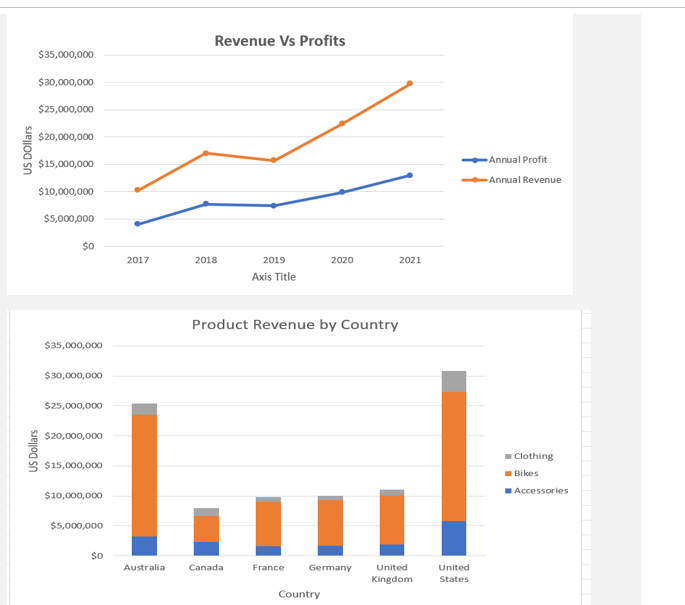 Revenue Vs Profits
$35,000,000
$30,000,000
$25,000,000
$20,000,000
$15,000,000
$10,000,000
$5,000,000
$0
US DOllars
2017 2018 2019 2020 2021
Axis Title
Annual Profit
Annual Revenue
Product Revenue by Country
$35,000,000
$30,000,000
$25,000,000
$20,000,000
$15,000,000
$10,000,000
$5,000,000
$0
US Dollars
Australia Canada France Germany United Kingdom United States
Country
Clothing
Bikes
Accessories